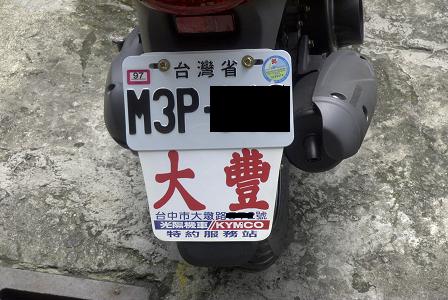 97 台灣省
M3P-
大豐
台中市大墩路 號
光陽機車/KYMCO
特約服務站